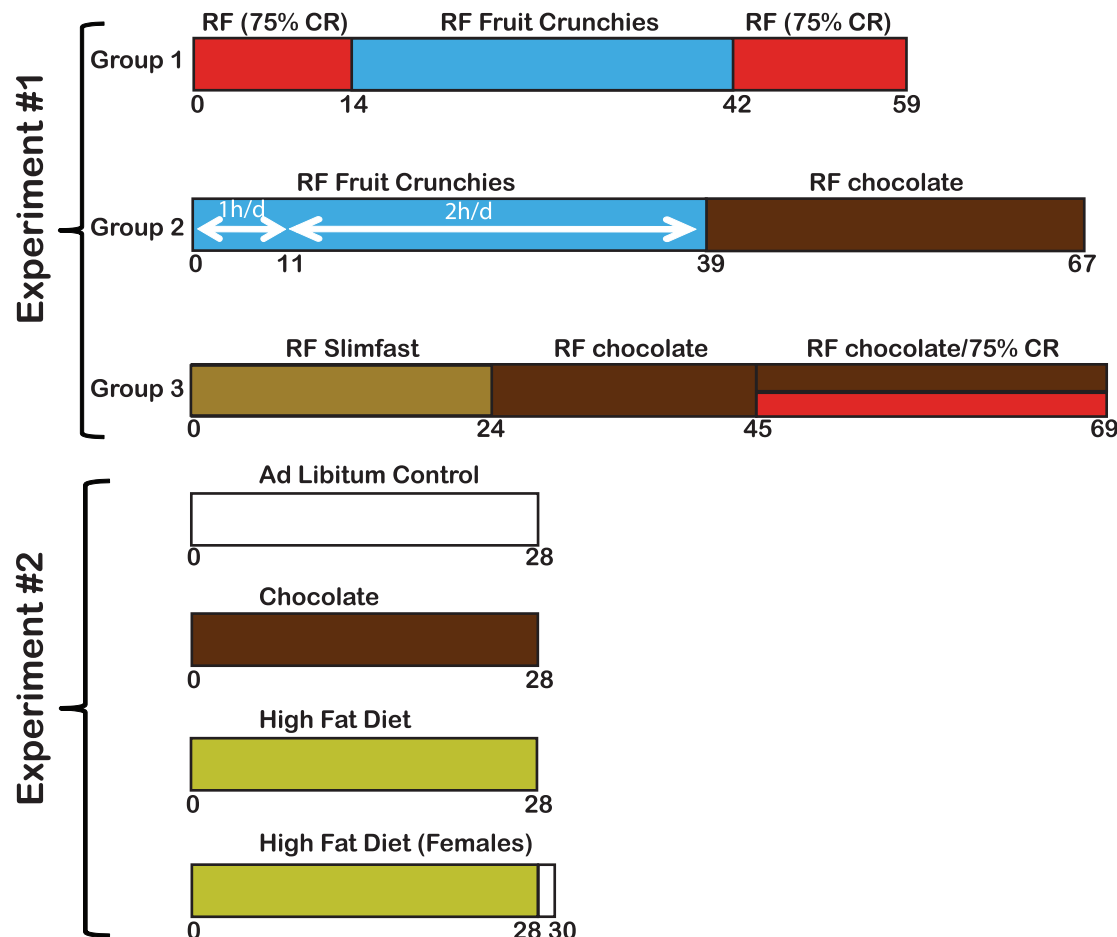 Experiment #1
RF (75% CR) RF Fruit Crunchies RF (75% CR)
Group 1
0 14 42 59
RF Fruit Crunchies RF chocolate
Group 2 1h/d 2h/d
0 11 39 67
RF Slimfast RF chocolate RF chocolate/75% CR
Group 3
0 24 45 69
Experiment #2
Ad Libitum Control
0 28
Chocolate
0 28
High Fat Diet
0 28
High Fat Diet (Females)
0 28 30